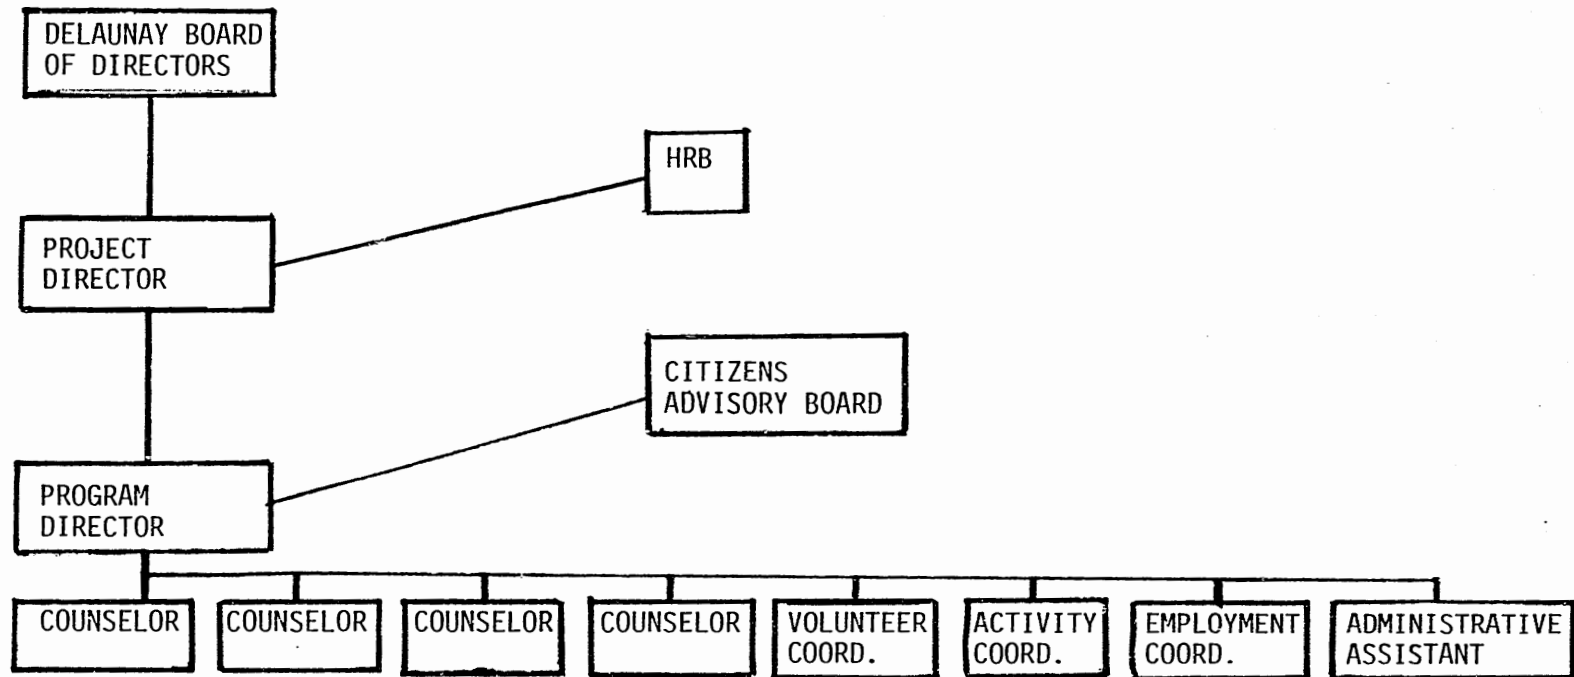 DELAUNAY BOARD
OF DIRECTORS
HRB
PROJECT
DIRECTOR
CITIZENS
ADVISORY BOARD
PROGRAM
DIRECTOR
COUNSELOR
COUNSELOR
COUNSELOR
COUNSELOR
VOLUNTEER
COORD.
ACTIVITY
COORD.
EMPLOYMENT
COORD.
ADMINISTRATIVE
ASSISTANT